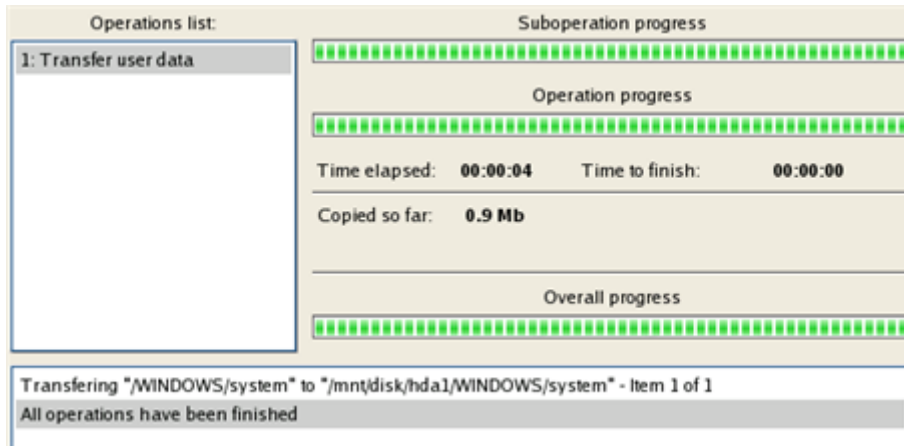 Operations list:
1: Transfer user data
Suboperation progress
Operation progress
Time elapsed: 00:00:04 Time to finish: 00:00:00
Copied so far: 0.9 Mb
Overall progress
Transfering "/WINDOWS/system" to "/mnt/disk/hda1/WINDOWS/system" - Item 1 of 1
All operations have been finished